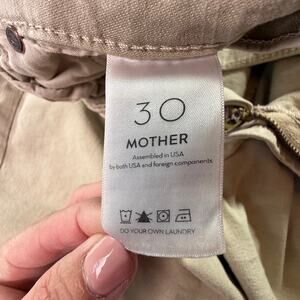 30
MOTHER
Assembled in USA
by both USA and foreign components
DO YOUR OWN LAUNDRY